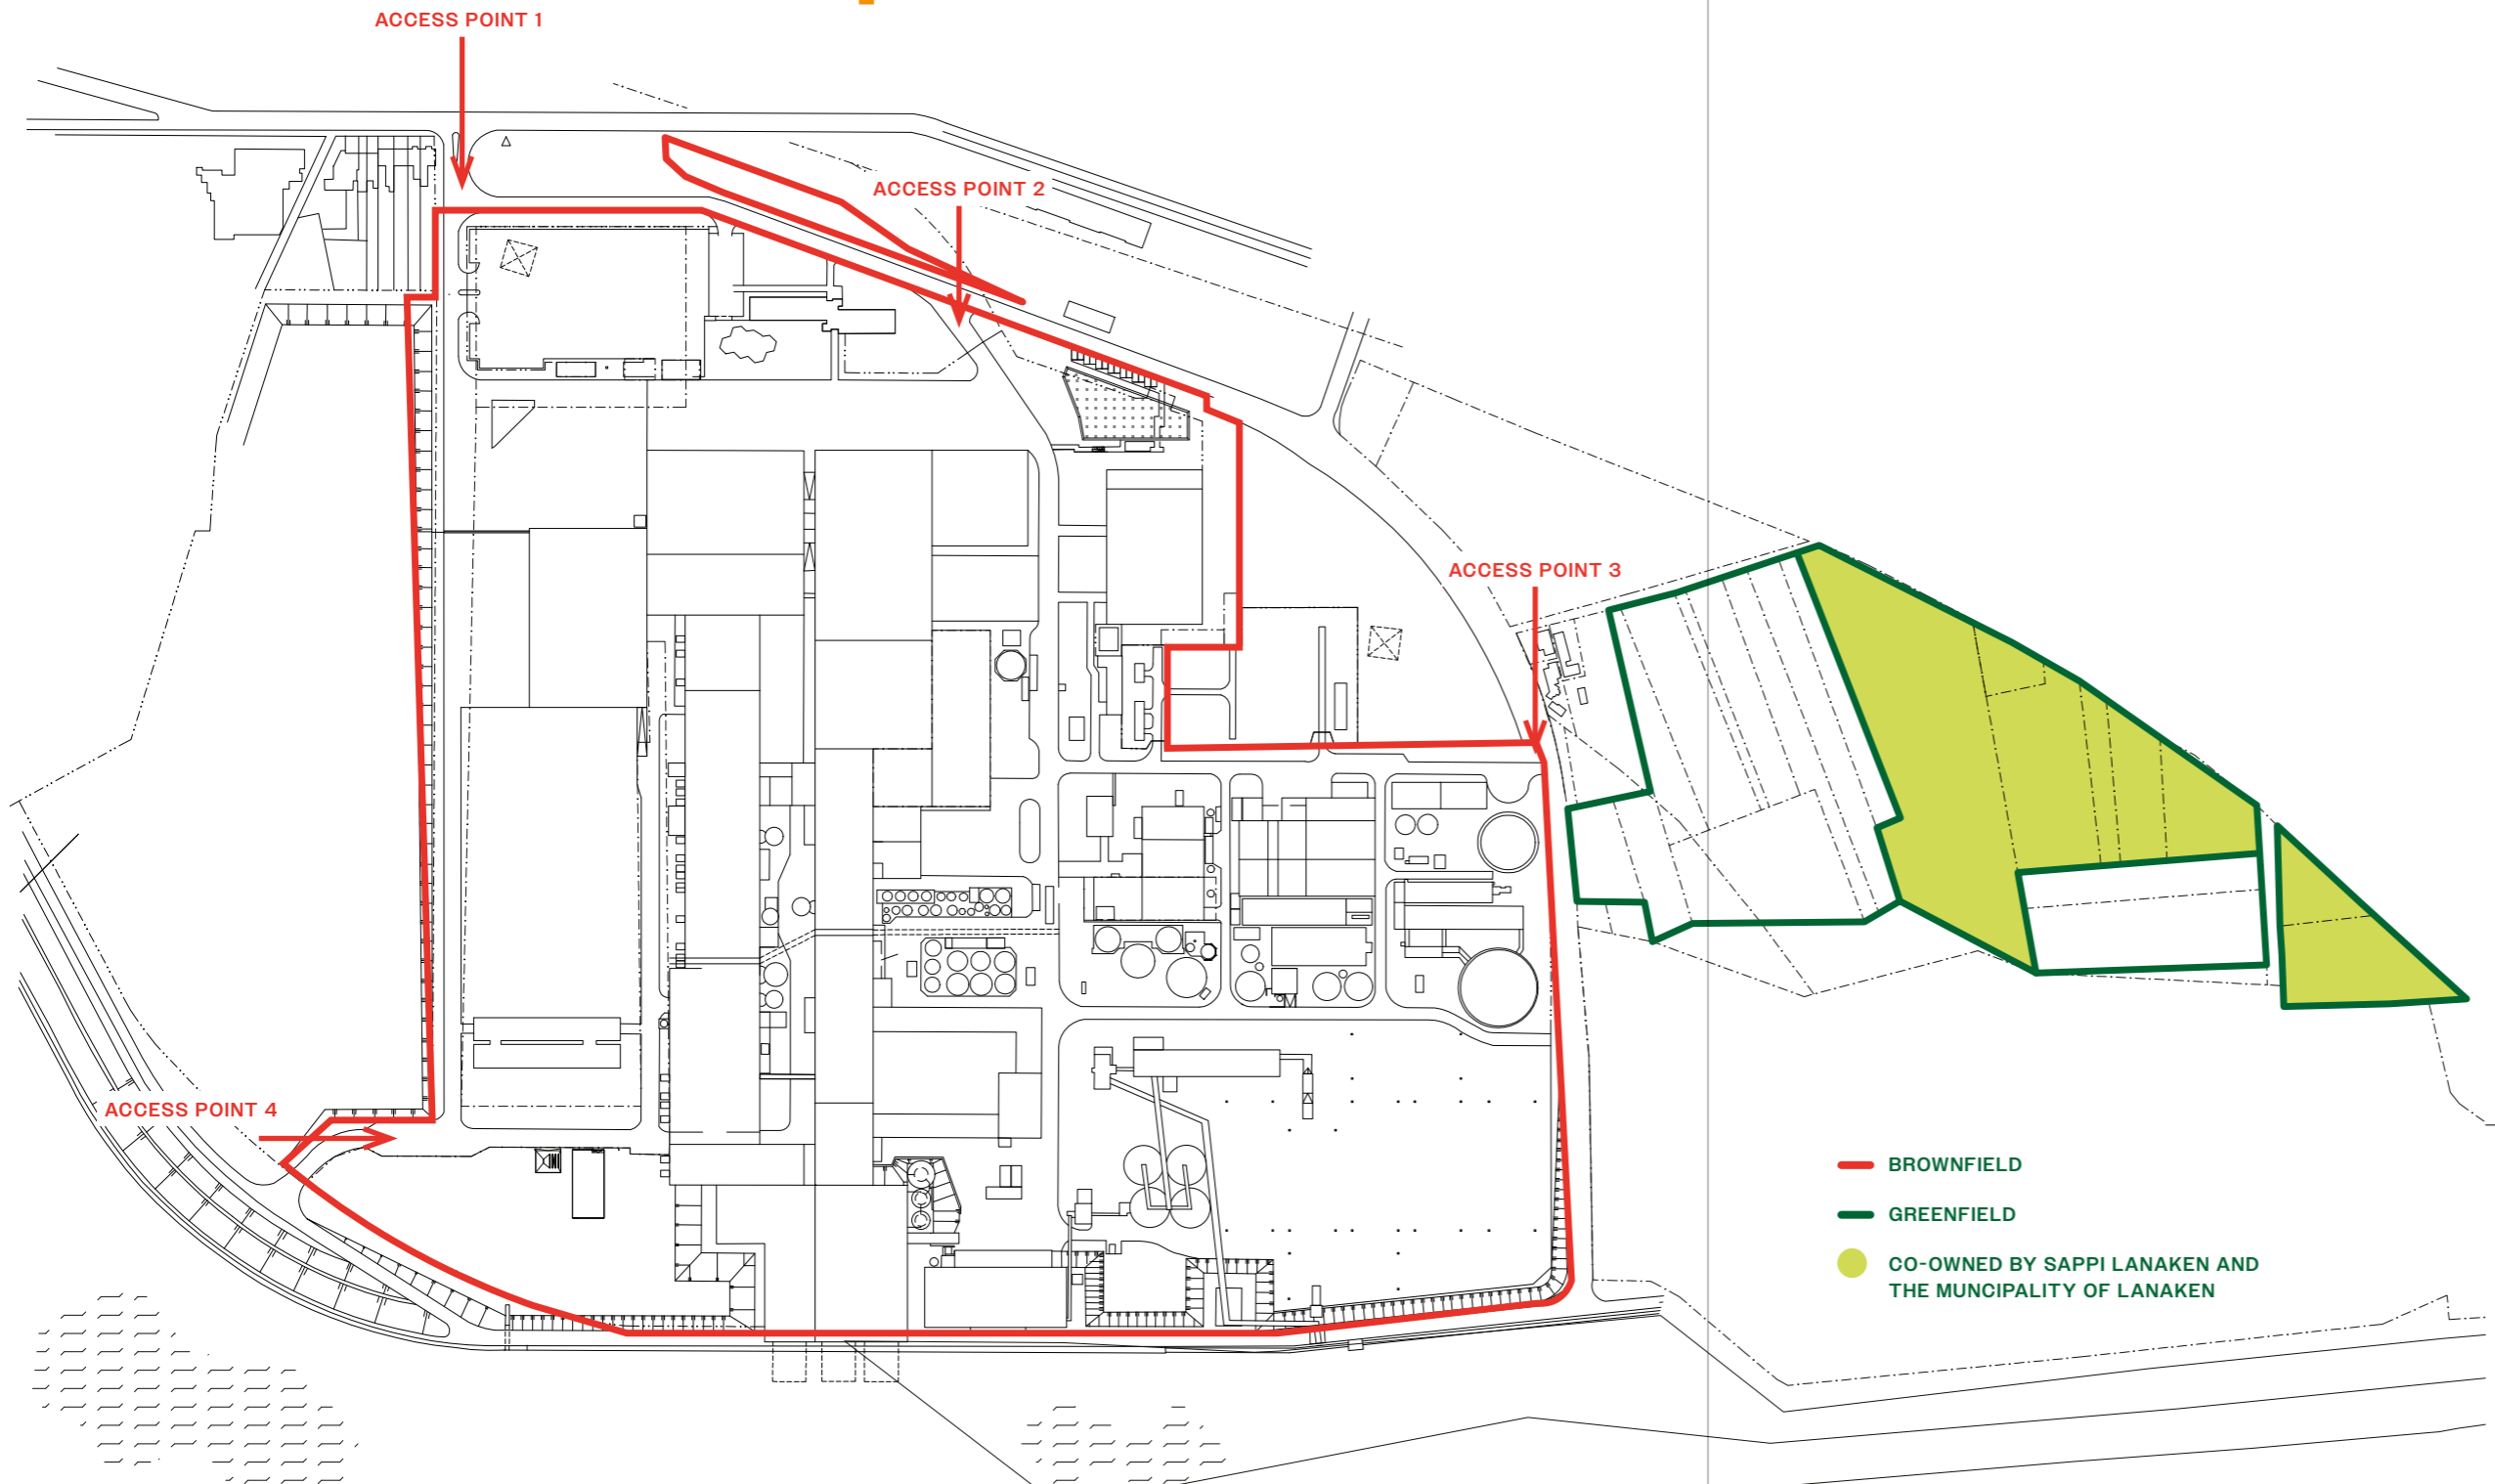 ACCESS POINT 1
ACCESS POINT 2
ACCESS POINT 3
ACCESS POINT 4
BROWNFIELD
GREENFIELD
CO-OWNED BY SAPPI LANAKEN AND
THE MUNCIPALITY OF LANAKEN